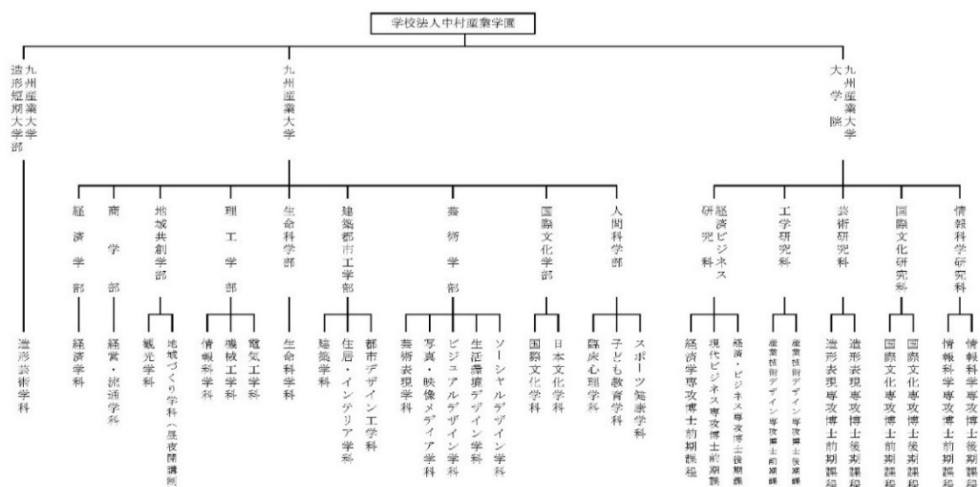 学校法人中村産業学園
九州産業大学
造形短期大学部
九州産業大学
九州産業大学
大学院
経済学部
商学部
地域共創学部
理工学部
生命科学部
建築都市工学部
芸術学部
国際文化学部
人間科学部
経済ビジネス
研究科
工学研究科
芸術研究科
国際文化研究科
情報科学研究科
造形芸術学科
経済学科
経営・流通学科
観光学科
地域づくり学科(昼夜開講制
情報科学科
機械工学科
電気工学科
生命科学科
建築学科
住居・インテリア学科
都市デザイン工学科
芸術表現学科
写真・映像メディア学科
ビジュアルデザイン学科
生活環境デザイン学科
ソーシャルデザイン学科
国際文化学科
日本文化学科
臨床心理学科
子ども教育学科
スポーツ健康学科
経済学専攻博士前期課程
現代ビジネス専攻博士前期課
経済・ビジネス専攻博士後期課
産業技術デザイン専攻博士前期課
産業技術デザイン専攻博士後期課
造形表現専攻博士前期課程
造形表現専攻博士後期課程
国際文化専攻博士前期課程
国際文化専攻博士後期課程
情報科学専攻博士前期課程
情報科学専攻博士後期課程